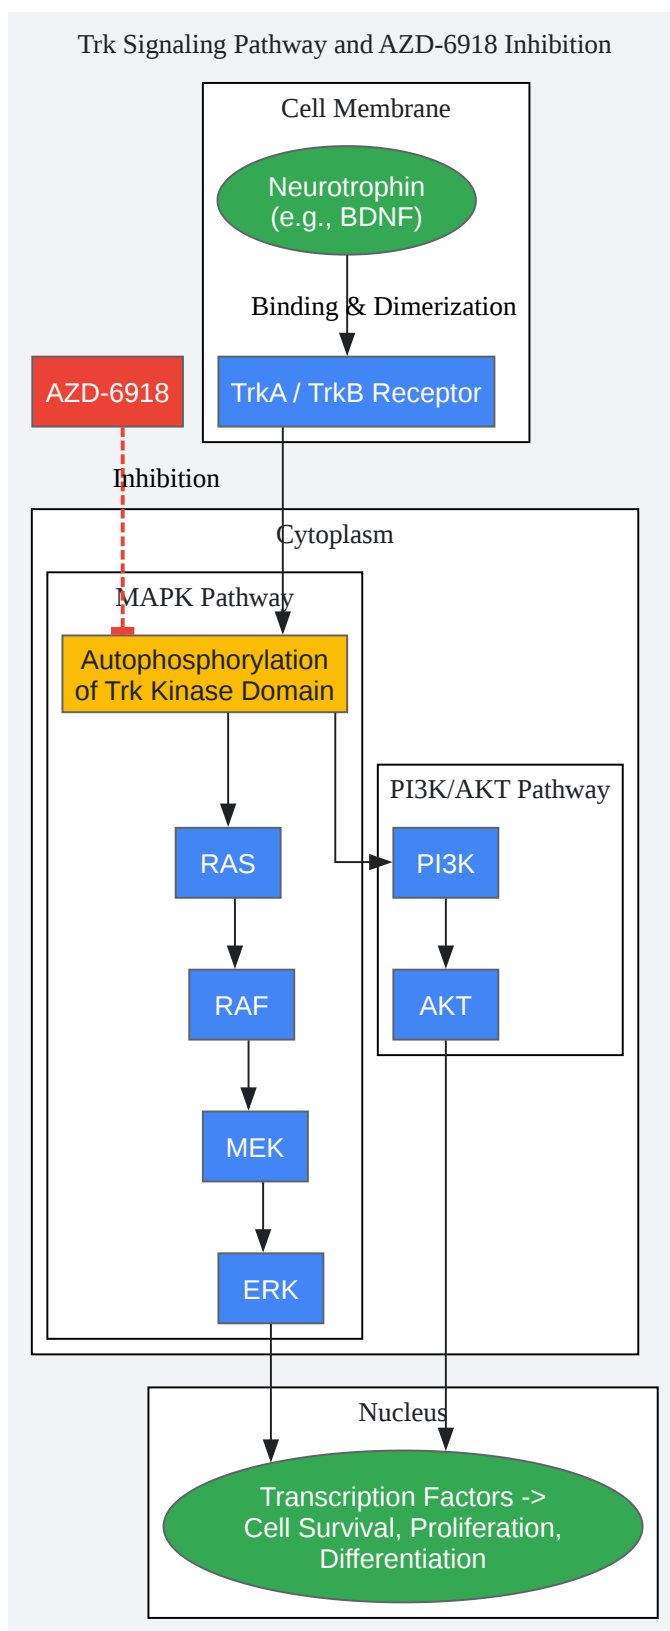 Trk Signaling Pathway and AZD-6918 Inhibition
Cell Membrane
Neurotrophin
(e.g., BDNF)
Binding & Dimerization
AZD-6918
TrkA / TrkB Receptor
Inhibition
Cytoplasm
MAPK Pathway
Autophosphorylation
of Trk Kinase Domain
PI3K/AKT Pathway
RAS
PI3K
RAF
AKT
MEK
ERK
Nucleus
Transcription Factors ->
Cell Survival, Proliferation,
Differentiation